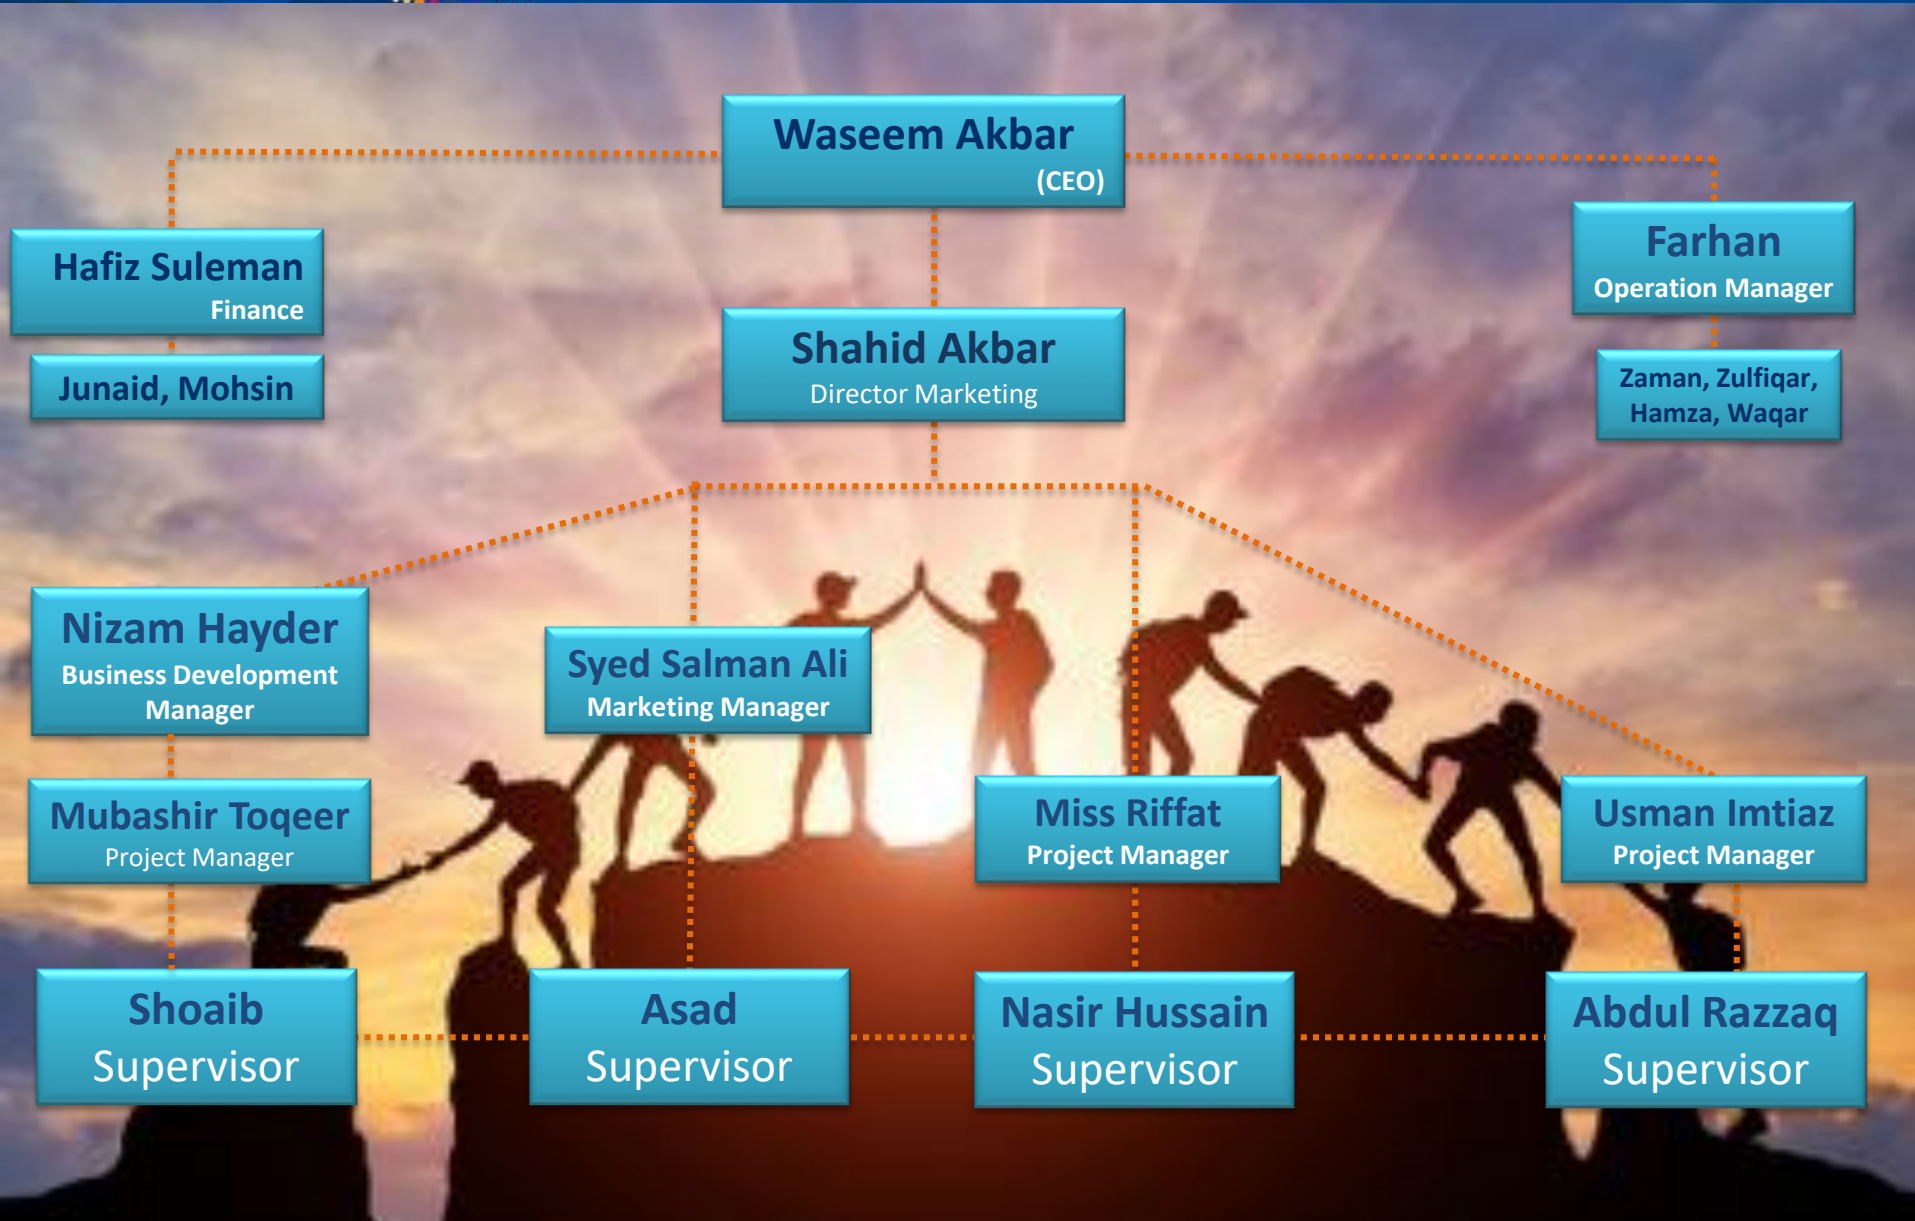 Waseem Akbar
(CEO)
Hafiz Suleman
Finance
Junaid, Mohsin
Shahid Akbar
Director Marketing
Farhan
Operation Manager
Zaman, Zulfiqar,
Hamza, Waqar
Nizam Hayder
Business Development
Manager
Syed Salman Ali
Marketing Manager
Mubashir Toqeer
Project Manager
Miss Riffat
Project Manager
Usman Imtiaz
Project Manager
Shoaib
Supervisor
Asad
Supervisor
Nasir Hussain
Supervisor
Abdul Razzaq
Supervisor